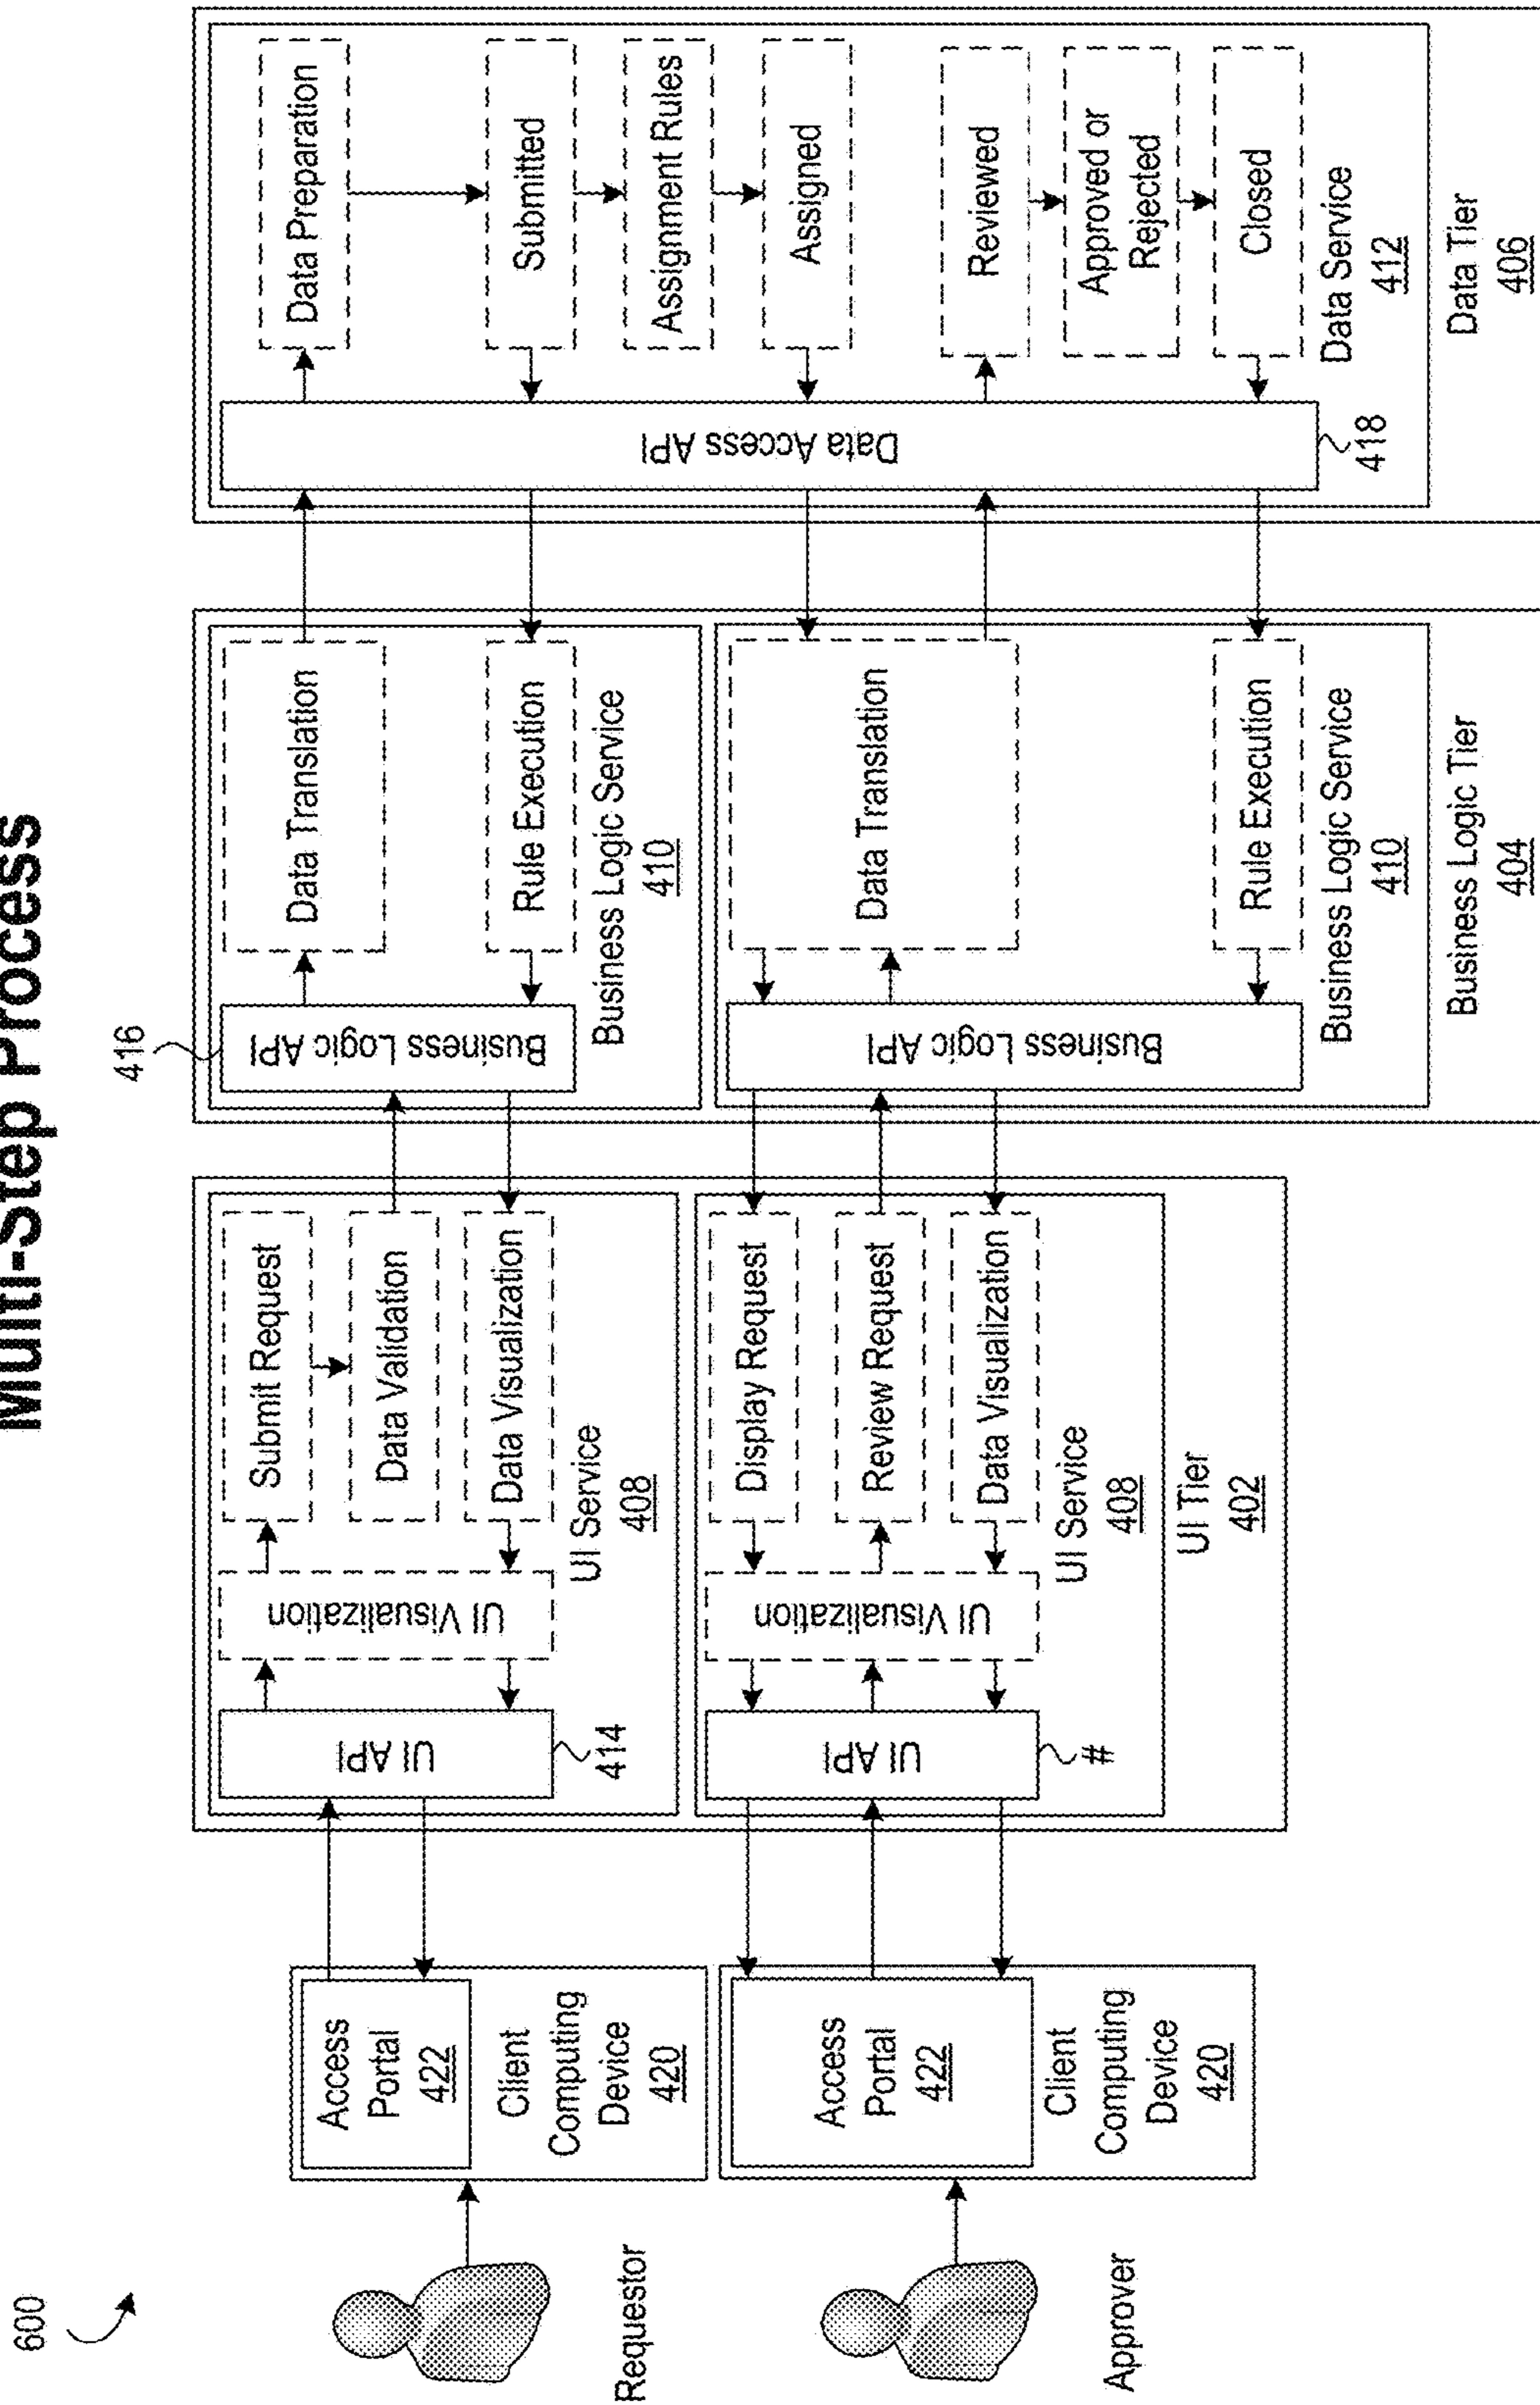 Multi-Step Process
600
Requestor
Access
Portal
422
Client
Computing
Device
420
UI API
414
UI Visualization
Submit Request
Data Validation
Data Visualization
UI Service
408
416
Business Logic API
Data Translation
Rule Execution
Business Logic Service
410
Approver
Access
Portal
422
Client
Computing
Device
420
UI API
#
UI Visualization
Display Request
Review Request
Data Visualization
UI Service
408
UI Tier
402
Business Logic API
Data Translation
Rule Execution
Business Logic Service
410
Business Logic Tier
404
Data Access API
418
Data Preparation
Submitted
Assignment Rules
Assigned
Reviewed
Approved or
Rejected
Closed
Data Service
412
Data Tier
406